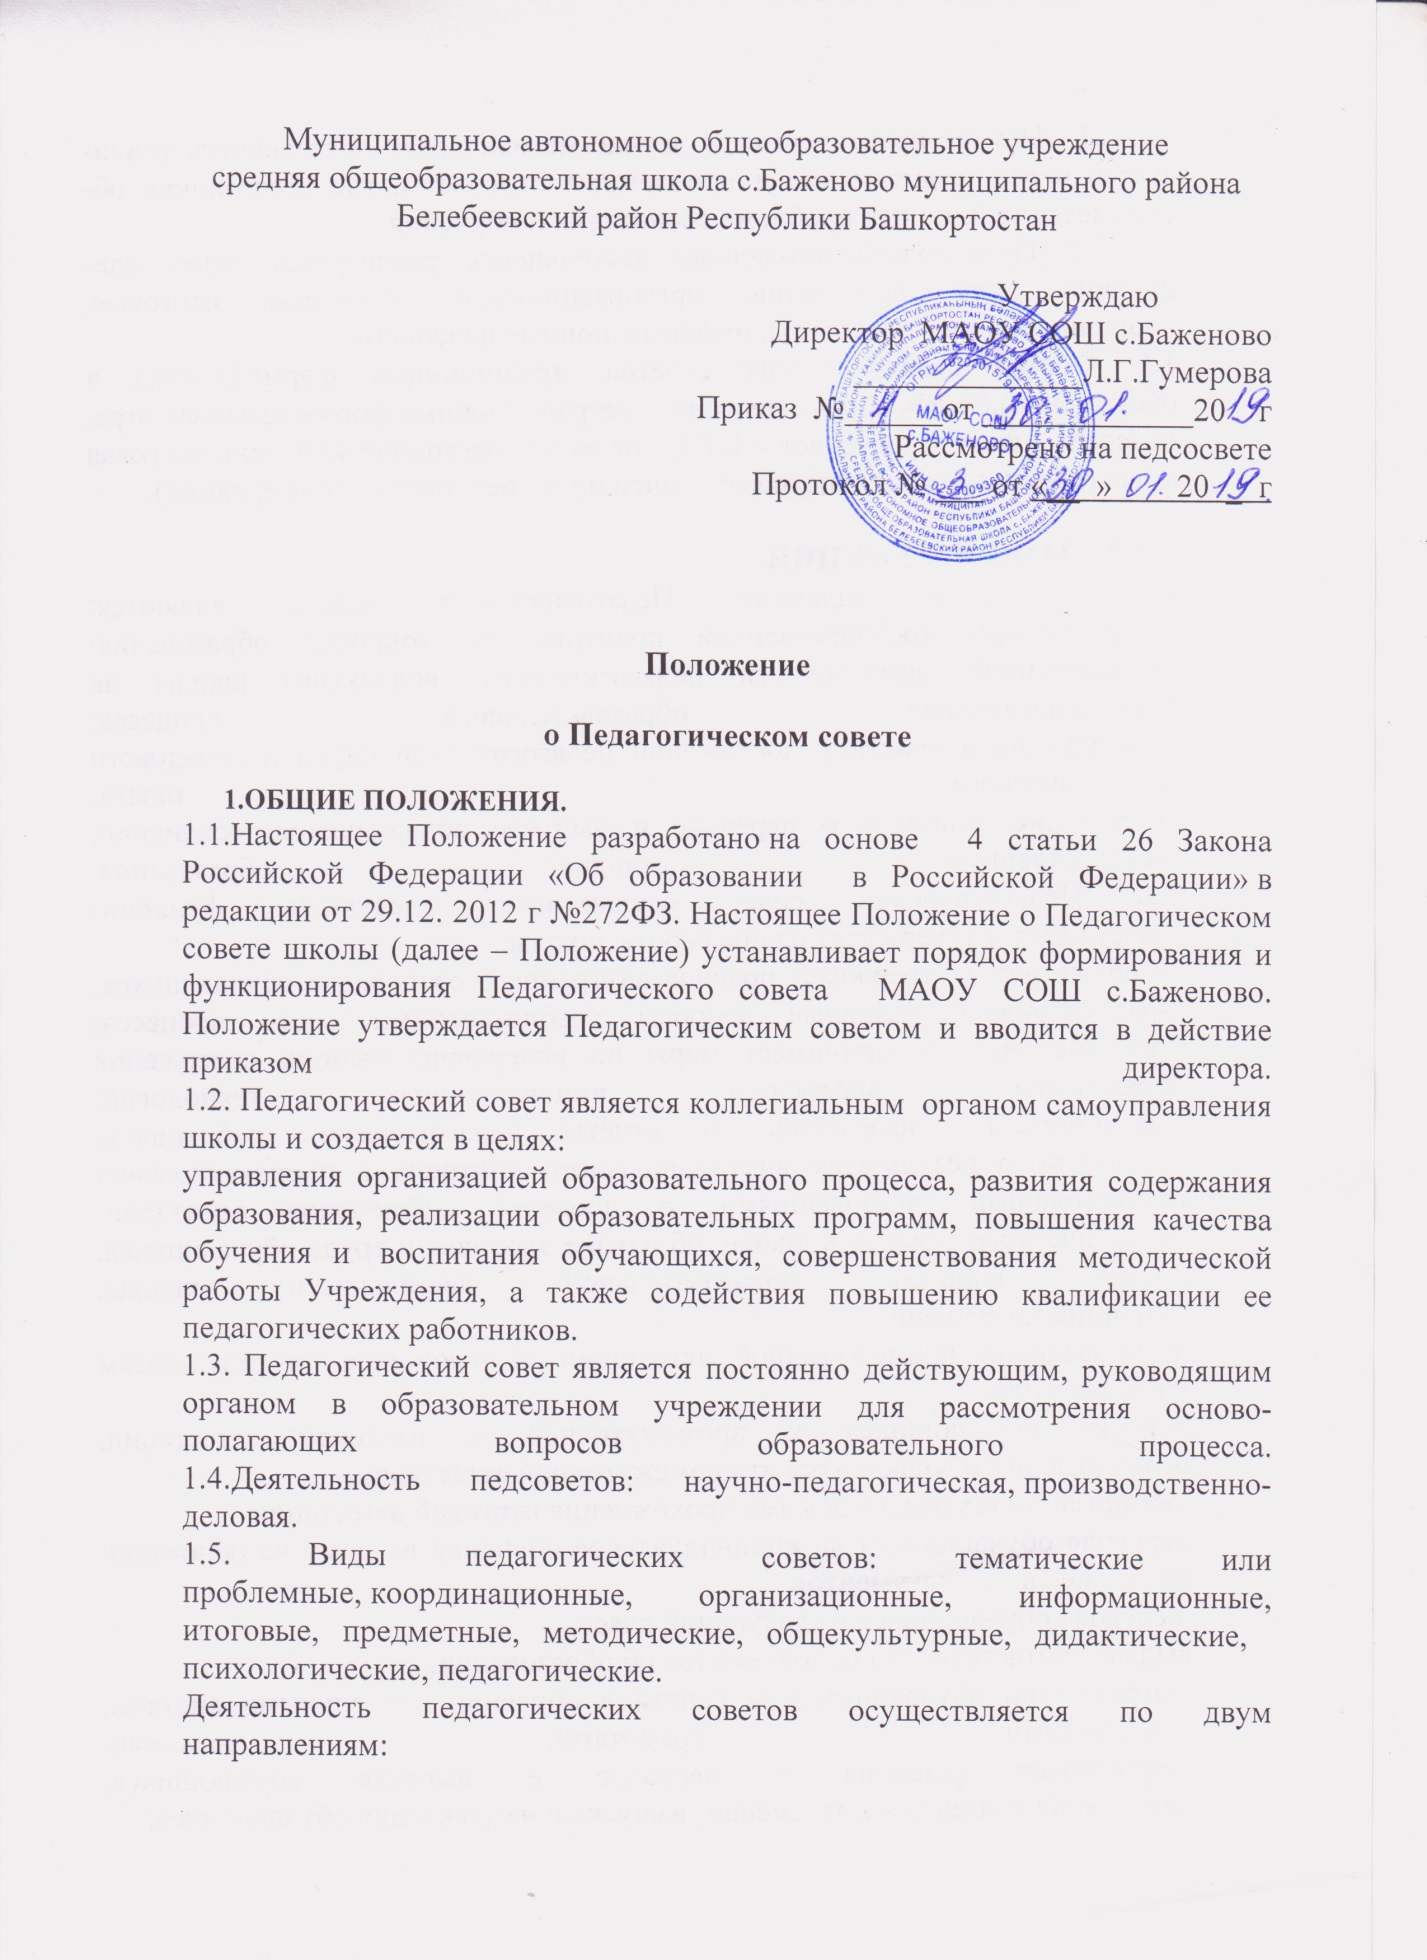 Муниципальное автономное общеобразовательное учреждение
средняя общеобразовательная школа с.Баженово муниципального района
Белебеевский район Республики Башкортостан
Утверждаю
Директор МАОУ СОШ с.Баженово
______________Л.Г.Гумерова
Приказ №______от 30 01. 2019г
Рассмотрено на педсовете
Протокол № 3 от «30 » 01. 2019 г
МАОУ СОШ
с.БАЖЕНОВО
Положение
о Педагогическом совете
1.ОБЩИЕ ПОЛОЖЕНИЯ.
1.1.Настоящее Положение разработано на основе 4 статьи 26 Закона
Российской Федерации «Об образовании в Российской Федерации» в
редакции от 29.12. 2012 г №272ФЗ. Настоящее Положение о Педагогическом
совете школы (далее – Положение) устанавливает порядок формирования и
функционирования Педагогического совета МАОУ СОШ с.Баженово.
Положение утверждается Педагогическим советом и вводится в действие
приказом директора.
1.2. Педагогический совет является коллегиальным органом самоуправления
школы и создается в целях:
управления организацией образовательного процесса, развития содержания
образования, реализации образовательных программ, повышения качества
обучения и воспитания обучающихся, совершенствования методической
работы Учреждения, а также содействия повышению квалификации ее
педагогических работников.
1.3. Педагогический совет является постоянно действующим, руководящим
органом в образовательном учреждении для рассмотрения осново-
полагающих вопросов образовательного процесса.
1.4.Деятельность педсоветов: научно-педагогическая, производственно-
деловая.
1.5. Виды педагогических советов: тематические или
проблемные, координационные, организационные, информационные,
итоговые, предметные, методические, общекультурные, дидактические,
психологические, педагогические.
Деятельность педагогических советов осуществляется по двум
направлениям: